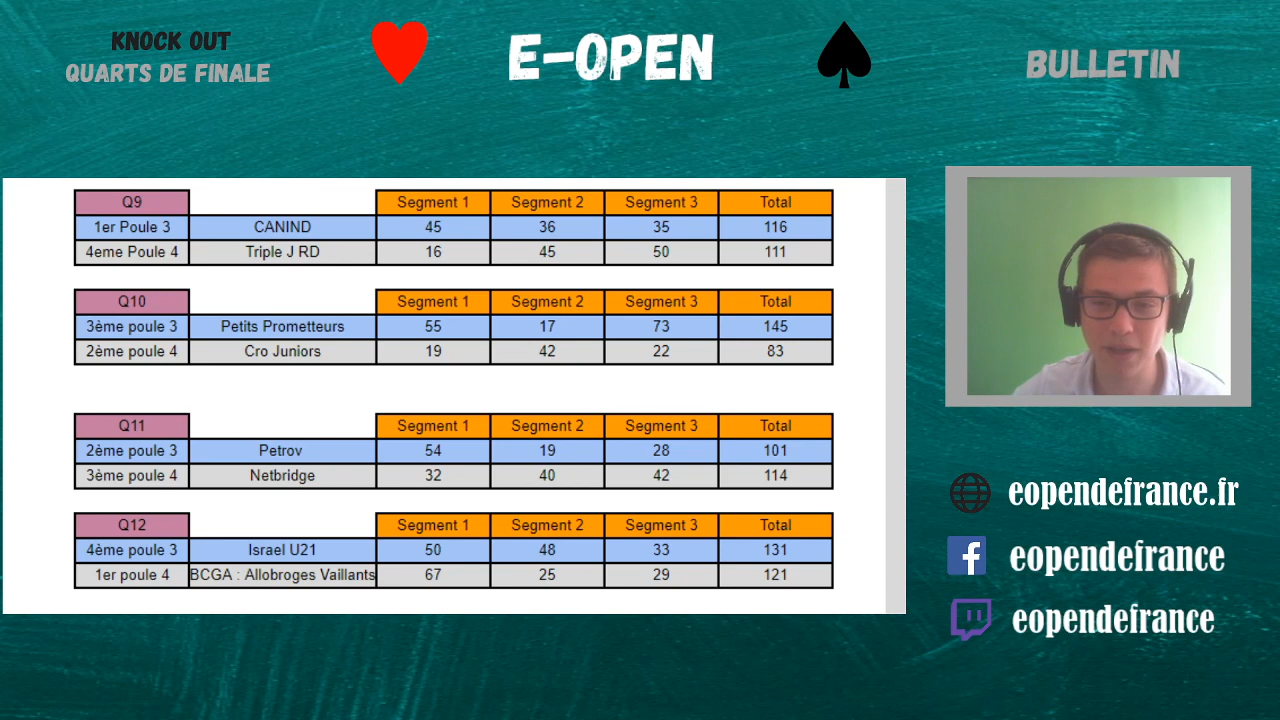 KNOCK OUT
QUARTS DE FINALE
E-OPEN
BULLETIN
Q9 Segment 1 Segment 2 Segment 3 Total
1er Poule 3 CANIND 45 36 35 116
4eme Poule 4 Triple J RD 16 45 50 111
Q10 Segment 1 Segment 2 Segment 3 Total
3ème poule 3 Petits Prometteurs 55 17 73 145
2ème poule 4 Cro Juniors 19 42 22 83
Q11 Segment 1 Segment 2 Segment 3 Total
2ème poule 3 Petrov 54 19 28 101
3ème poule 4 Netbridge 32 40 42 114
Q12 Segment 1 Segment 2 Segment 3 Total
4ème poule 3 Israel U21 50 48 33 131
1er poule 4 BCGA : Allobroges Vaillants 67 25 29 121
eopendefrance.fr
eopendefrance
eopendefrance